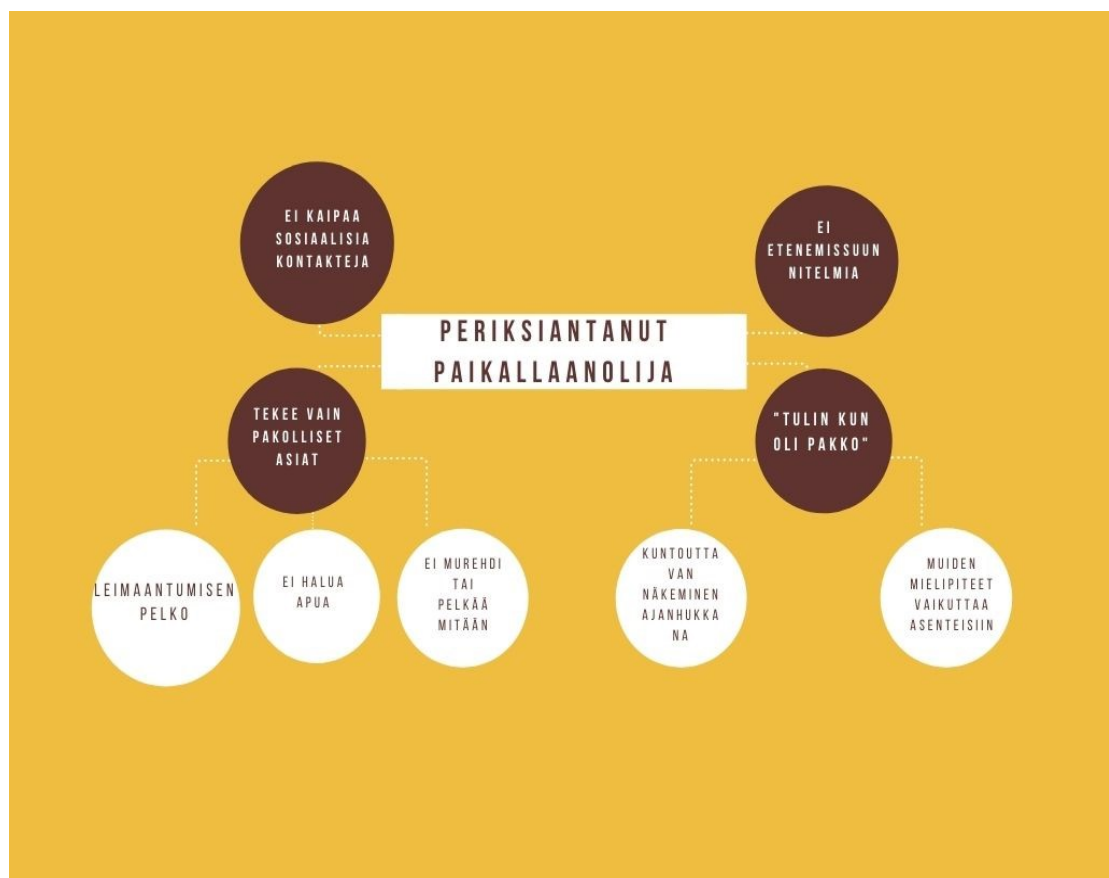 EI KAIPAA
SOSIAALISIA
KONTAKTEJA
EI
ETENEMISSUUN
NITELMIA
PERIKSIANTANUT
PAIKALLAANOLIJA
TEKEE VAIN
PAKOLLISET
ASIAT
"TULIN KUN
OLI PAKKO"
LEIMAANTUMISEN
PELKO
EI HALUA
APUA
EI MUREHDI
TAI
PELKÄÄ
MITÄÄN
KUNTOUTTA
VAN
NÄKEMINEN
AJANHUKKA
NA
MUIDEN
MIELIPITEET
VAIKUTTAA
ASENTEISIIN